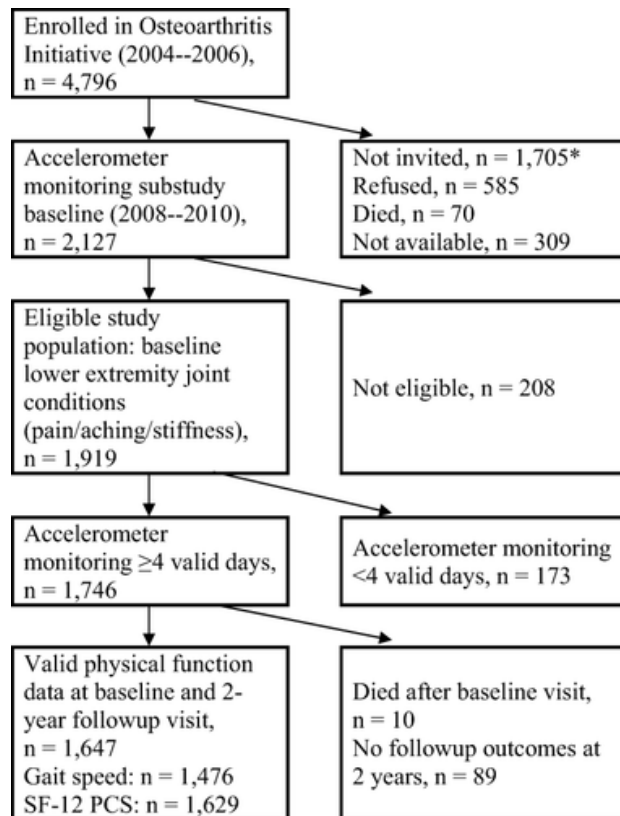 Enrolled in Osteoarthritis
Initiative (2004--2006),
n = 4,796
Accelerometer
monitoring substudy
baseline (2008--2010),
n = 2,127
Not invited, n = 1,705*
Refused, n = 585
Died, n = 70
Not available, n = 309
Eligible study
population: baseline
lower extremity joint
conditions
(pain/aching/stiffness),
n = 1,919
Not eligible, n = 208
Accelerometer
monitoring ≥4 valid days,
n = 1,746
Accelerometer monitoring
<4 valid days, n = 173
Valid physical function
data at baseline and 2-
year followup visit,
n = 1,647
Gait speed: n = 1,476
SF-12 PCS: n = 1,629
Died after baseline visit,
n = 10
No followup outcomes at
2 years, n = 89